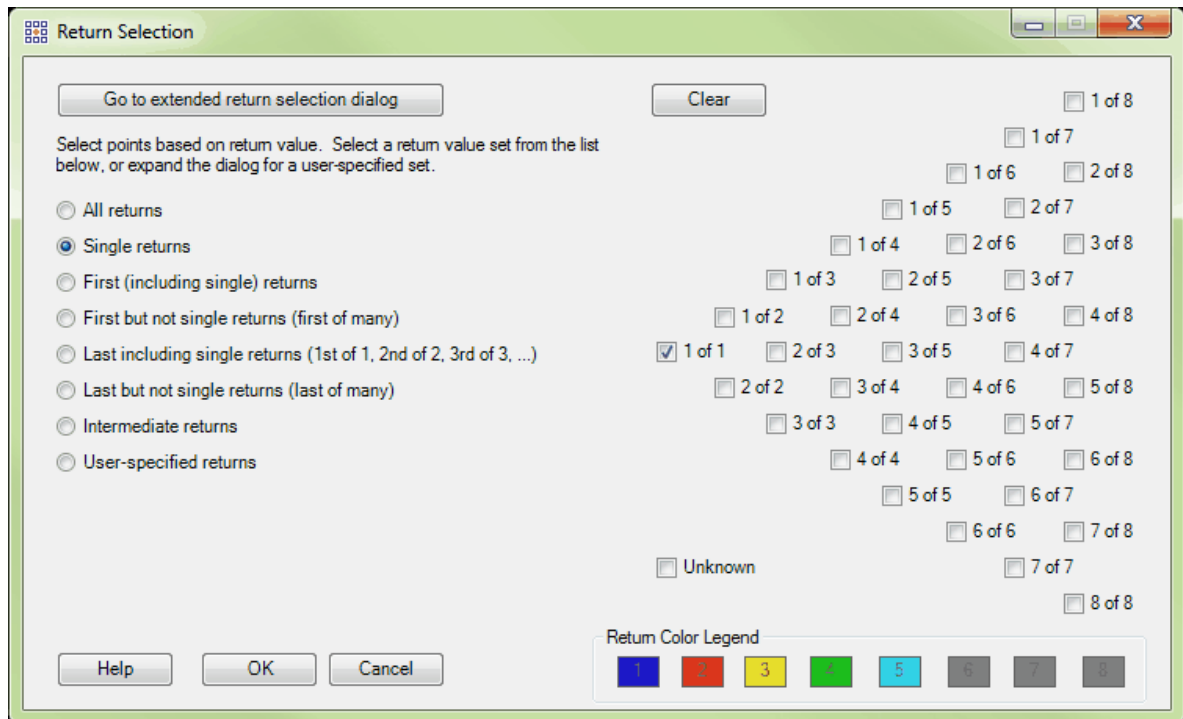 Return Selection
Go to extended return selection dialog
Clear
Select points based on return value. Select a return value set from the list
below, or expand the dialog for a user-specified set.
All returns
Single returns
First (including single) returns
First but not single returns (first of many)
Last including single returns (1st of 1, 2nd of 2, 3rd of 3, ...)
Last but not single returns (last of many)
Intermediate returns
User-specified returns
1 of 8
1 of 7
1 of 6 2 of 8
1 of 5 2 of 7
1 of 4 2 of 6 3 of 8
1 of 3 2 of 5 3 of 7
1 of 2 2 of 4 3 of 6 4 of 8
1 of 1 2 of 3 3 of 5 4 of 7
2 of 2 3 of 4 4 of 6 5 of 8
3 of 3 4 of 5 5 of 7
4 of 4 5 of 6 6 of 8
5 of 5 6 of 7
6 of 6 7 of 8
Unknown 7 of 7
8 of 8
Return Color Legend
1 2 3 4 5 6 7 8
Help OK Cancel